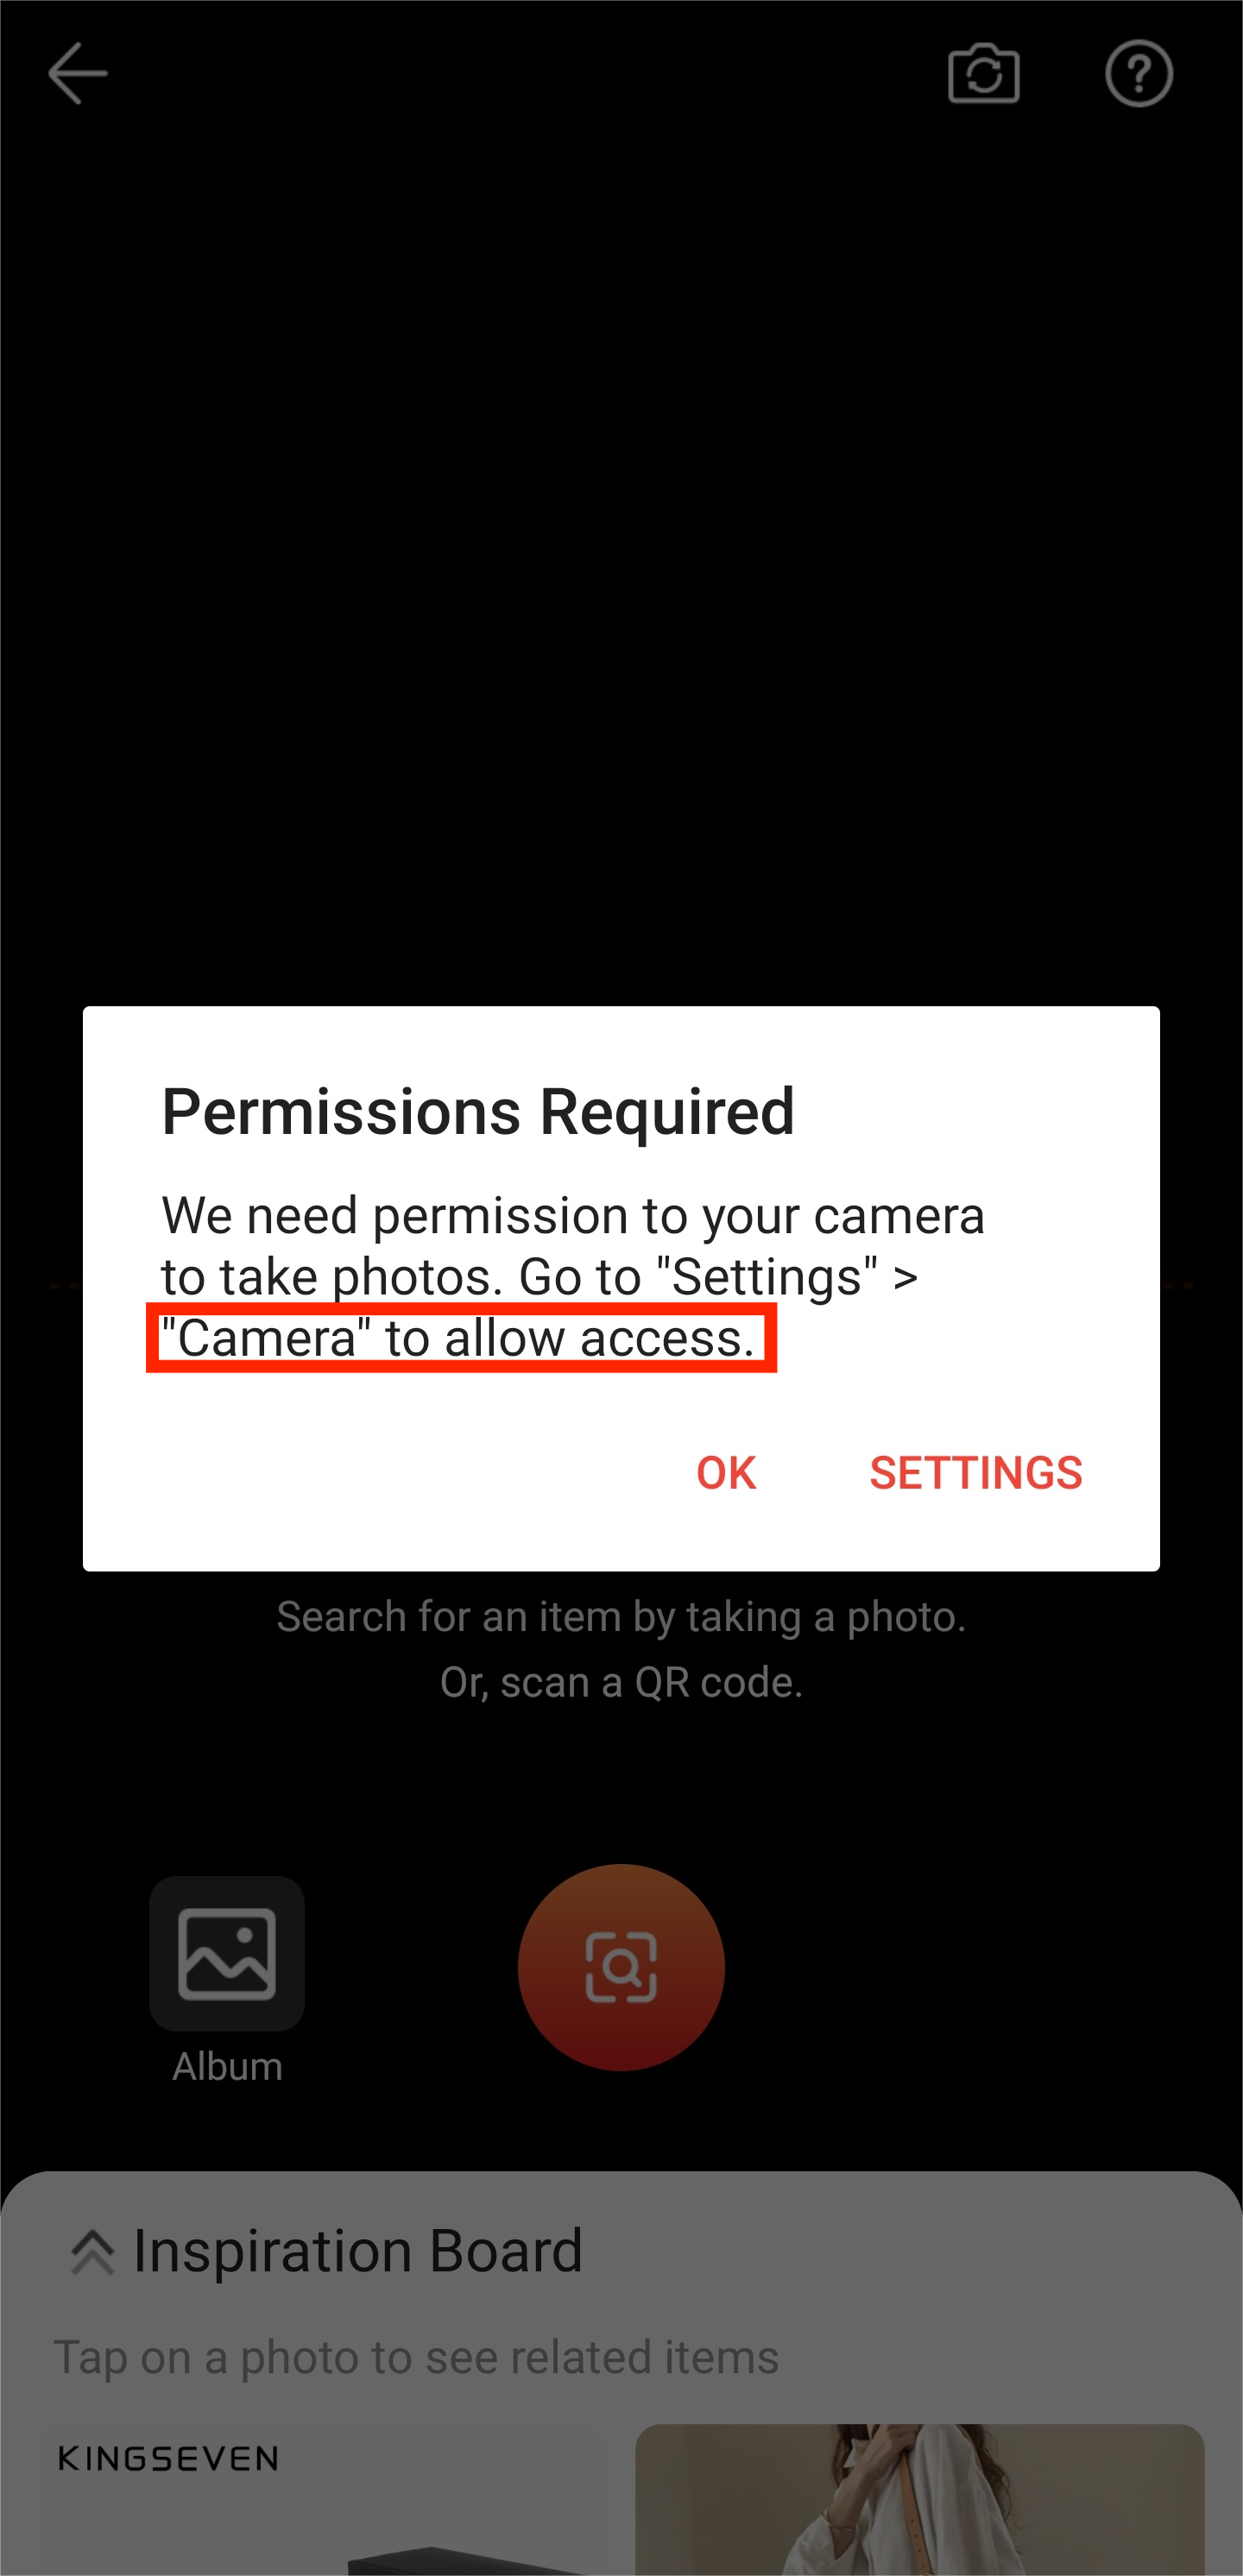 Permissions Required
We need permission to your camera
to take photos. Go to "Settings" >
"Camera" to allow access.
OK SETTINGS
Search for an item by taking a photo.
Or, scan a QR code.
Album
Inspiration Board
Tap on a photo to see related items
KINGSEVEN